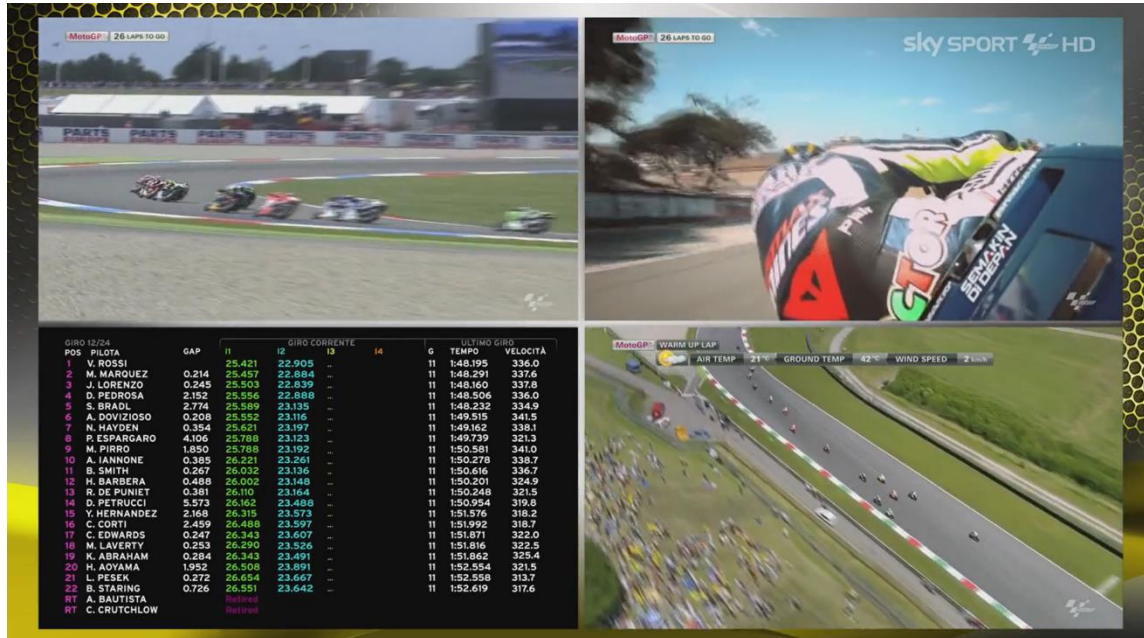 MotoGP 26 LAPS TO GO
PARTS PARTS PARTS PARTS PARTS
MotoGP 26 LAPS TO GO
sky SPORT MotoGP HD
CTOR
SEMAKIN
DI DEPAN
GIRO 12/24 GIRO CORRENTE ULTIMO GIRO
POS PILOTA GAP I1 I2 I3 I4 G TEMPO VELOCITÀ
1 V. ROSSI 25.421 22.905 .. 11 1:48.195 336.0
2 M. MARQUEZ 0.214 25.457 22.884 .. 11 1:48.291 337.6
3 J. LORENZO 0.245 25.503 22.839 .. 11 1:48.160 337.8
4 D. PEDROSA 2.152 25.556 22.888 .. 11 1:48.506 336.0
5 S. BRADL 2.774 25.589 23.135 .. 11 1:48.232 334.9
6 A. DOVIZIOSO 0.208 25.552 23.116 .. 11 1:49.515 341.5
7 N. HAYDEN 0.354 25.621 23.197 .. 11 1:49.162 338.1
8 P. ESPARGARO 4.106 25.788 23.123 .. 11 1:49.739 321.3
9 M. PIRRO 1.850 25.788 23.192 .. 11 1:50.581 341.0
10 A. IANNONE 0.385 26.221 23.261 .. 11 1:50.278 338.7
11 B. SMITH 0.267 26.032 23.136 .. 11 1:50.616 336.7
12 H. BARBERA 0.488 26.002 23.148 .. 11 1:50.201 324.9
13 R. DE PUNIET 0.381 26.110 23.164 .. 11 1:50.248 321.5
14 D. PETRUCCI 5.573 26.162 23.488 .. 11 1:50.954 319.8
15 Y. HERNANDEZ 2.168 26.315 23.573 .. 11 1:51.576 318.2
16 C. CORTI 2.459 26.488 23.597 .. 11 1:51.992 318.7
17 C. EDWARDS 0.247 26.343 23.607 .. 11 1:51.871 322.0
18 M. LAVERTY 0.253 26.290 23.526 .. 11 1:51.816 322.5
19 K. ABRAHAM 0.284 26.343 23.491 .. 11 1:51.862 325.4
20 H. AOYAMA 1.952 26.508 23.891 .. 11 1:52.554 321.5
21 L. PESEK 0.272 26.654 23.667 .. 11 1:52.558 313.7
22 B. STARING 0.726 26.551 23.642 .. 11 1:52.619 317.6
RT A. BAUTISTA Retired
RT C. CRUTCHLOW Retired
MotoGP WARM UP LAP
AIR TEMP 21 °C GROUND TEMP 42 °C WIND SPEED 2 km/h